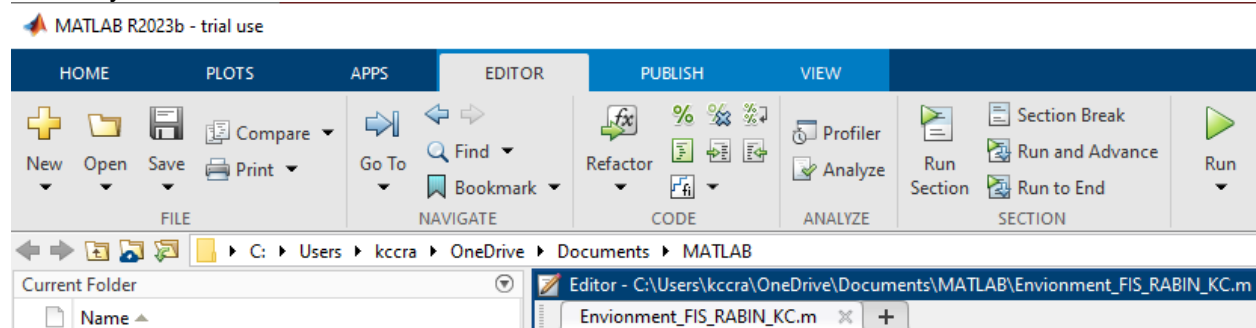 MATLAB R2023b - trial use
HOME PLOTS APPS EDITOR PUBLISH VIEW
New Open Save Compare Print Go To Find Bookmark Refactor Profiler Analyze Run Section Section Break Run and Advance Run to End Run
FILE NAVIGATE CODE ANALYZE SECTION
C: Users kccra OneDrive Documents MATLAB
Current Folder Editor - C:\Users\kccra\OneDrive\Documents\MATLAB\Envionment_FIS_RABIN_KC.m
Name Envionment_FIS_RABIN_KC.m